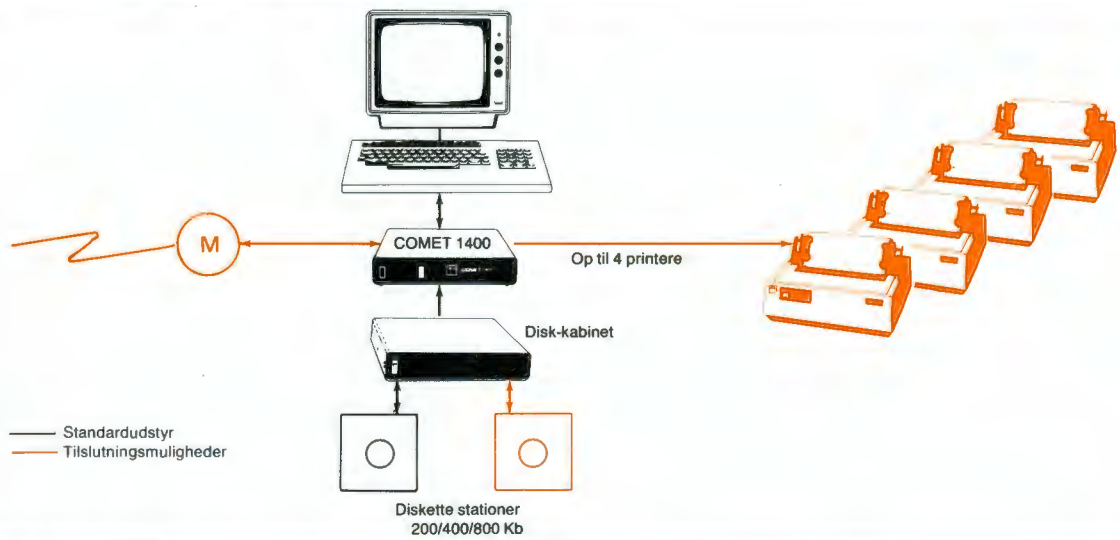 M
COMET 1400
Op til 4 printere
Disk-kabinet
Standardudstyr
Tilslutningsmuligheder
Diskette stationer
200/400/800 Kb